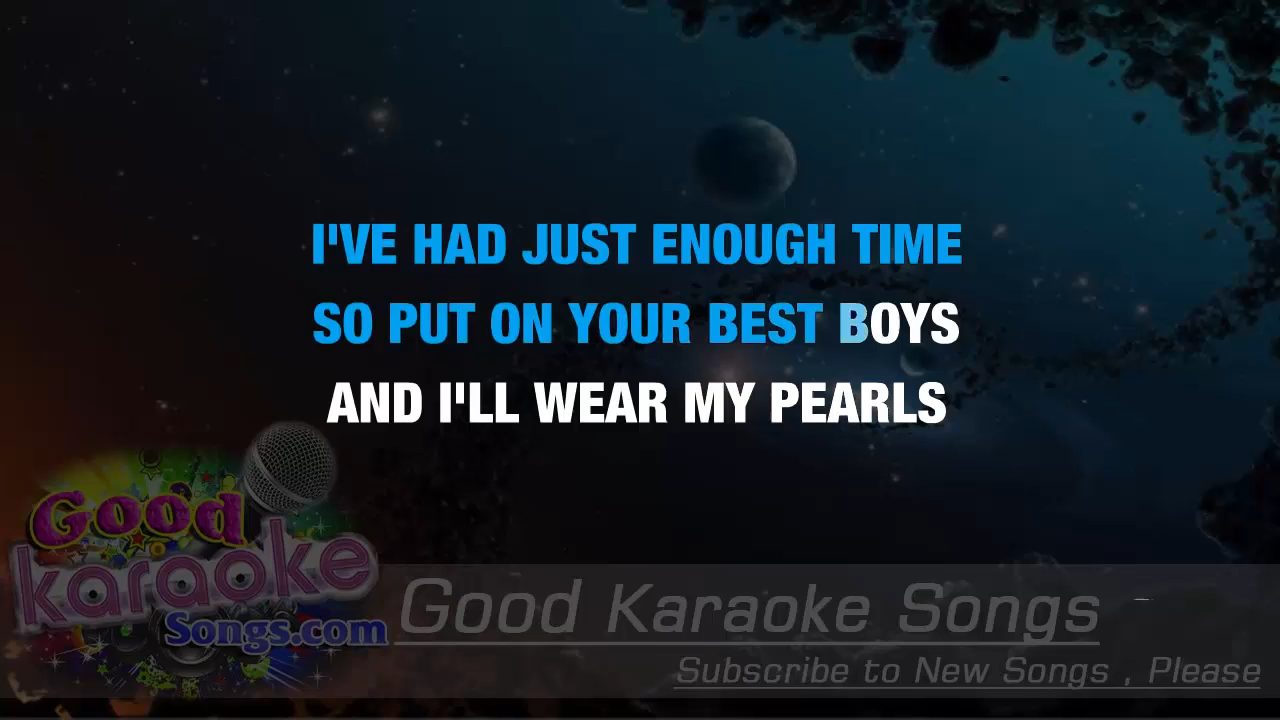 I'VE HAD JUST ENOUGH TIME
SO PUT ON YOUR BEST BOYS
AND I'LL WEAR MY PEARLS
Good
karaoke
Songs.com
Good Karaoke Songs
Subscribe to New Songs , Please